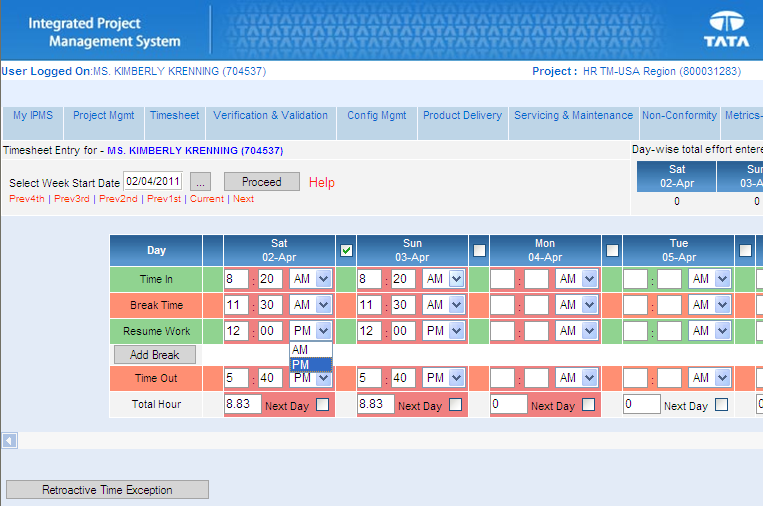 Integrated Project
Management System
TATA
User Logged On:MS. KIMBERLY KRENNING (704537) Project : HR TM-USA Region (800031283)
My IPMS Project Mgmt Timesheet Verification & Validation Config Mgmt Product Delivery Servicing & Maintenance Non-Conformity Metrics-
Timesheet Entry for - MS. KIMBERLY KRENNING (704537) Day-wise total effort entere
Sat Sun
02-Apr 03-A
0 0
Select Week Start Date 02/04/2011 ... Proceed Help
Prev4th | Prev3rd | Prev2nd | Prev1st | Current | Next
Day Sat Sun Mon Tue
02-Apr 03-Apr 04-Apr 05-Apr
Time In 8 : 20 AM 8 : 20 AM : AM : AM
Break Time 11 : 30 AM 11 : 30 AM : AM : AM
Resume Work 12 : 00 PM 12 : 00 PM : AM : AM
AM
Add Break PM
Time Out 5 : 40 PM 5 : 40 PM : AM : AM
Total Hour 8.83 Next Day 8.83 Next Day 0 Next Day 0 Next Day
Retroactive Time Exception